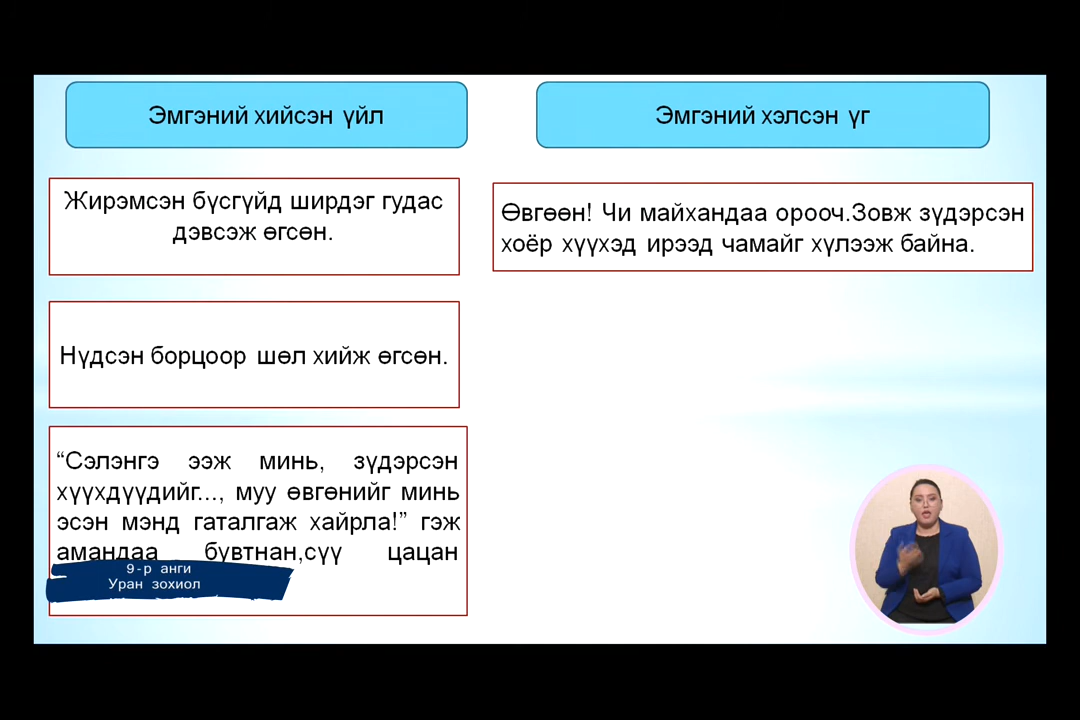 Эмгэний хийсэн үйл
Эмгэний хэлсэн үг
Жирэмсэн бүсгүйд ширдэг гудас
дэвсэж өгсөн.
Өвгөөн! Чи майхандаа орооч.Зовж зүдэрсэн
хоёр хүүхэд ирээд чамайг хүлээж байна.
Нүдсэн борцоор шөл хийж өгсөн.
“Сэлэнгэ ээж минь, зүдэрсэн
хүүхдүүдийг..., муу өвгөнийг минь
эсэн мэнд гаталгаж хайрла!” гэж
амандаа бувтнан,сүү цацан
9-р анги
Уран зохиол